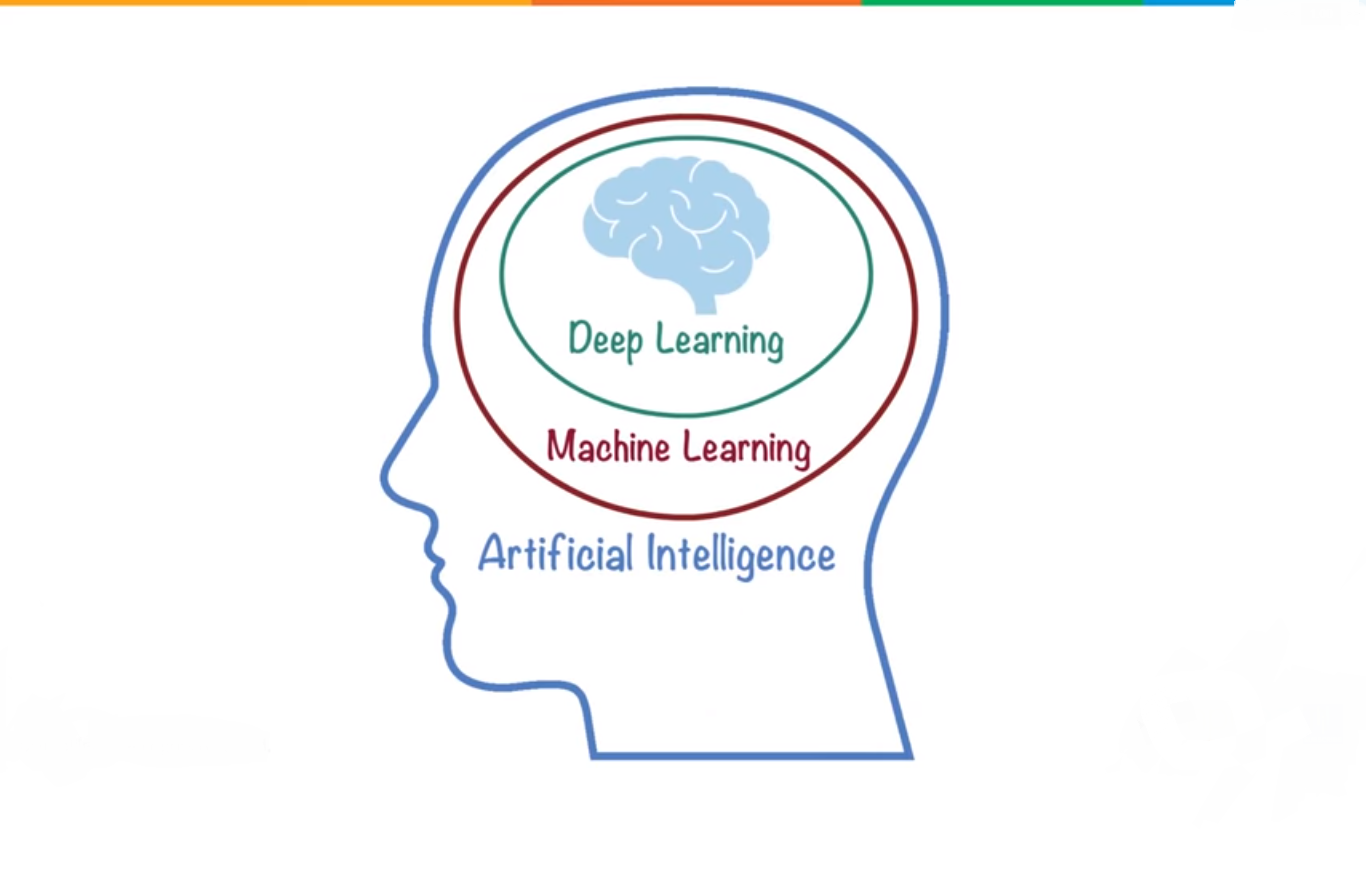 Deep Learning
Machine Learning
Artificial Intelligence